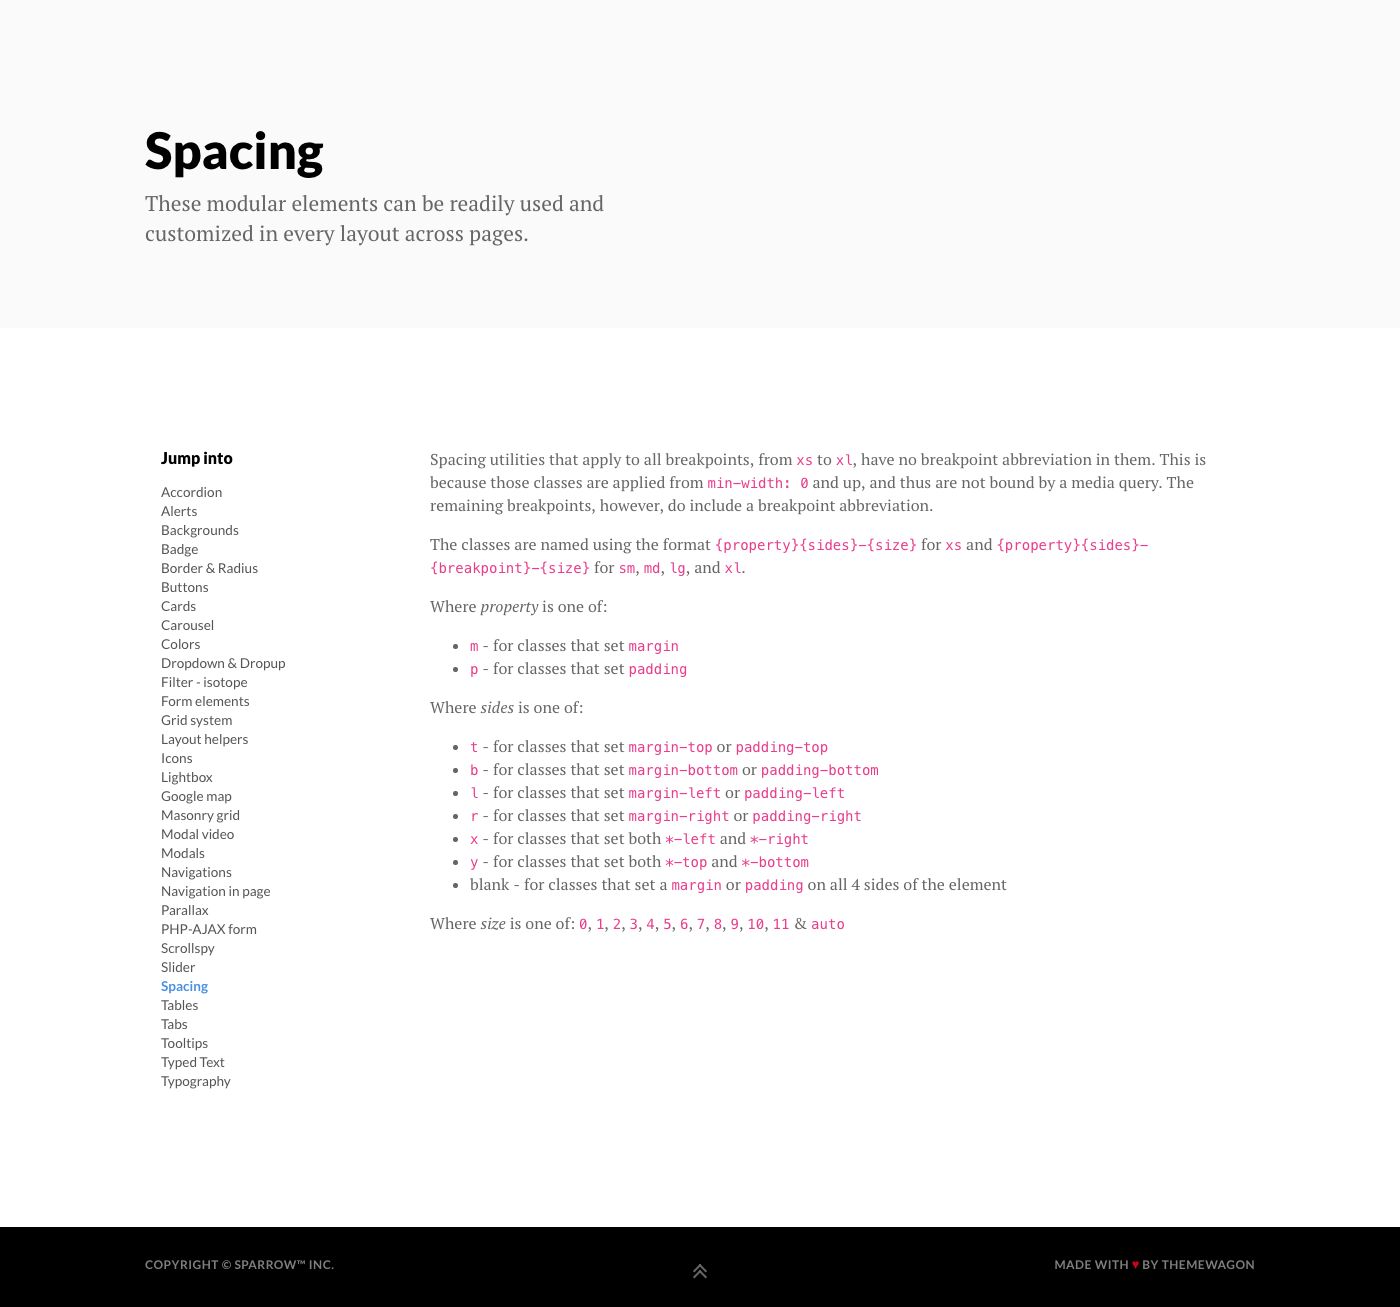 Spacing
These modular elements can be readily used and
customized in every layout across pages.
Jump into
Accordion
Alerts
Backgrounds
Badge
Border & Radius
Buttons
Cards
Carousel
Colors
Dropdown & Dropup
Filter - isotope
Form elements
Grid system
Layout helpers
Icons
Lightbox
Google map
Masonry grid
Modal video
Modals
Navigations
Navigation in page
Parallax
PHP-AJAX form
Scrollspy
Slider
Spacing
Tables
Tabs
Tooltips
Typed Text
Typography
Spacing utilities that apply to all breakpoints, from xs to xl, have no breakpoint abbreviation in them. This is
because those classes are applied from min-width: 0 and up, and thus are not bound by a media query. The
remaining breakpoints, however, do include a breakpoint abbreviation.
The classes are named using the format {property}{sides}-{size} for xs and {property}{sides}-
{breakpoint}-{size} for sm, md, lg, and xl.
Where property is one of:
• m - for classes that set margin
• p - for classes that set padding
Where sides is one of:
• t - for classes that set margin-top or padding-top
• b - for classes that set margin-bottom or padding-bottom
• l - for classes that set margin-left or padding-left
• r - for classes that set margin-right or padding-right
• x - for classes that set both *-left and *-right
• y - for classes that set both *-top and *-bottom
• blank - for classes that set a margin or padding on all 4 sides of the element
Where size is one of: 0, 1, 2, 3, 4, 5, 6, 7, 8, 9, 10, 11 & auto
COPYRIGHT © SPARROW™ INC.
MADE WITH ♥ BY THEMEWAGON